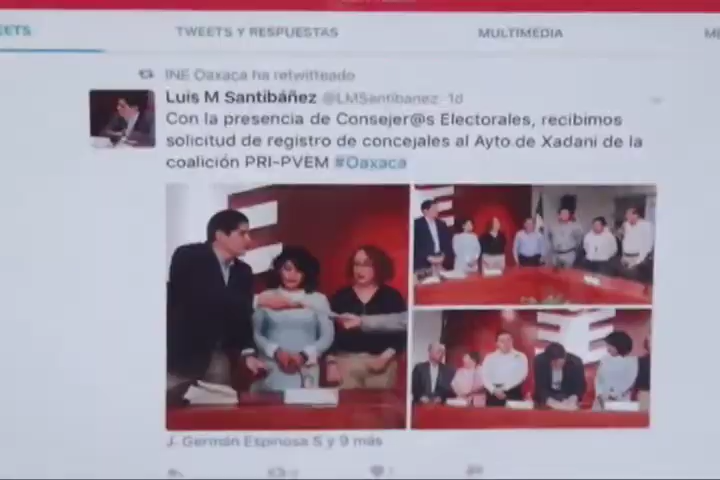 TWEETS Y RESPUESTAS
MULTIMEDIA
INE Oaxaca ha retwitteado
Luis M Santibáñez @LMSantibanez · 1d
Con la presencia de Consejer@s Electorales, recibimos
solicitud de registro de concejales al Ayto de Xadani de la
coalición PRI-PVEM #Oaxaca
J. Germán Espinosa S y 9 más